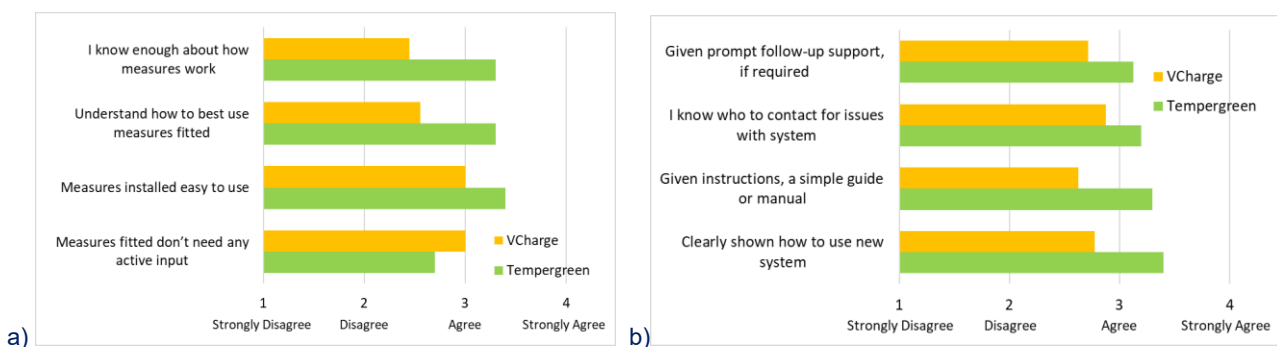 I know enough about how
measures work
Understand how to best use
measures fitted
Measures installed easy to use
Measures fitted don't need any
active input
VCharge
Tempergreen
1 2 3 4
Strongly Disagree Disagree Agree Strongly Agree
a)
Given prompt follow-up support,
if required
I know who to contact for issues
with system
Given instructions, a simple guide
or manual
Clearly shown how to use new
system
VCharge
Tempergreen
1 2 3 4
Strongly Disagree Disagree Agree Strongly Agree
b)